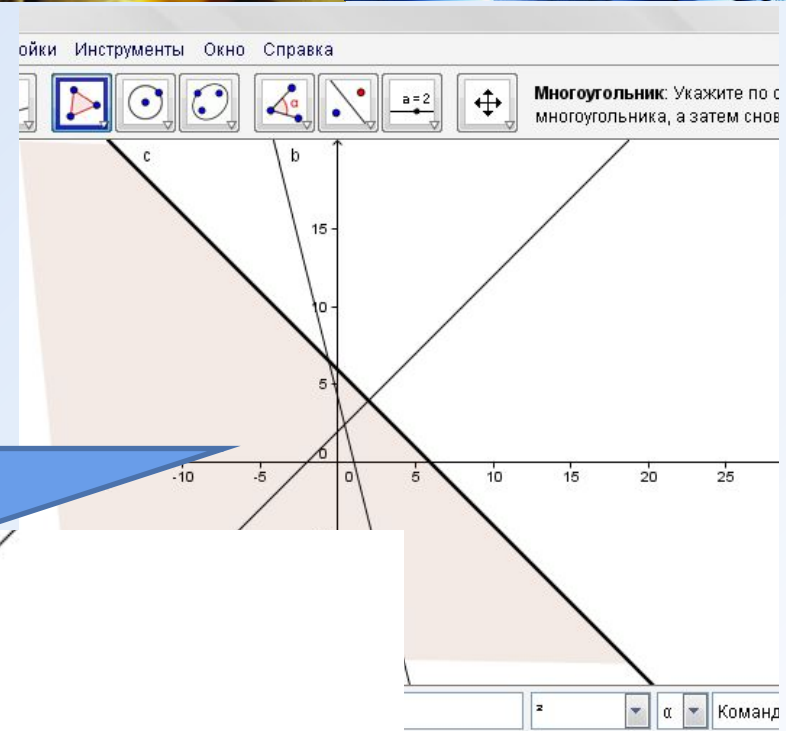 ойки Инструменты Окно Справка
a = 2
Многоугольник: Укажите по
многоугольника, а затем снов
c b
15
10
5
0
-10 -5 0 5 10 15 20 25
² α Команд